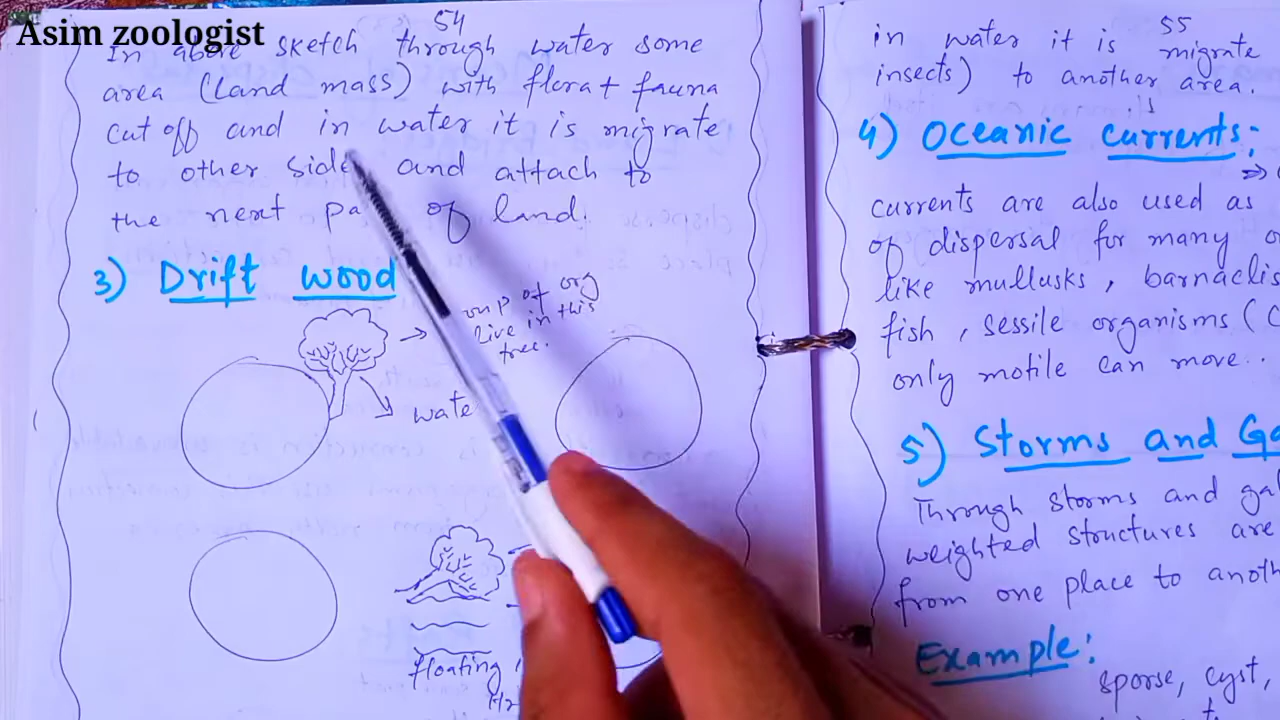 Asim zoologist
54
In above sketch through water some
area (Land mass) with flora + fauna
cut off and in water it is migrate
to other side and attach to
the next pa of land.
3) Drift wood
of org
live in this
tree.
water
floating
55
in water it is migrate
insects) to another area.
4) Oceanic currents:
currents are also used as
of dispersal for many
like mullusks, barnaclis
fish, sessile organisms (
only motile can move..
5) Storms and Ga
Through storms and gal
weighted structures are
from one place to anoth
Example:
sporse, cyst,